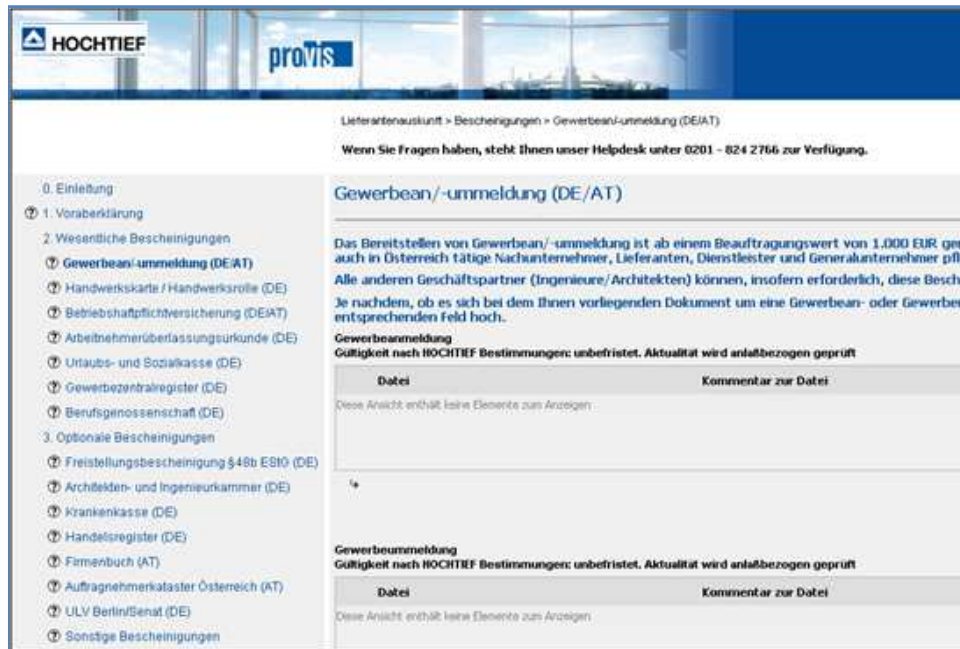 HOCHTIEF
provis
Lieferantenauskunft > Bescheinigungen > Gewerbean/-ummeldung (DE/AT)
Wenn Sie Fragen haben, steht Ihnen unser Helpdesk unter 0201 - 824 2766 zur Verfügung.
0. Einleitung
1. Voraberklärung
2. Wesentliche Bescheinigungen
Gewerbean/-ummeldung (DE/AT)
Handwerkskarte / Handwerksrolle (DE)
Betriebshaftpflichtversicherung (DE/AT)
Arbeitnehmerüberlassungsurkunde (DE)
Urlaubs- und Sozialkasse (DE)
Gewerbezentralregister (DE)
Berufsgenossenschaft (DE)
3. Optionale Bescheinigungen
Freistellungsbescheinigung §48b EStG (DE)
Architekten- und Ingenieurkammer (DE)
Krankenkasse (DE)
Handelsregister (DE)
Firmenbuch (AT)
Auftragnehmerkataster Österreich (AT)
ULV Berlin/Senat (DE)
Sonstige Bescheinigungen
Gewerbean/-ummeldung (DE/AT)
Das Bereitstellen von Gewerbean/-ummeldung ist ab einem Beauftragungswert von 1.000 EUR ge
auch in Österreich tätige Nachunternehmer, Lieferanten, Dienstleister und Generalunternehmer pfl
Alle anderen Geschäftspartner (Ingenieure/Architekten) können, insofern erforderlich, diese Besch
Je nachdem, ob es sich bei dem Ihnen vorliegenden Dokument um eine Gewerbean- oder Gewerbe
entsprechenden Feld hoch.
Gewerbeanmeldung
Gültigkeit nach HOCHTIEF Bestimmungen: unbefristet. Aktualität wird anlaßbezogen geprüft
Datei Kommentar zur Datei
Diese Ansicht enthält keine Elemente zum Anzeigen
Gewerbeummeldung
Gültigkeit nach HOCHTIEF Bestimmungen: unbefristet. Aktualität wird anlaßbezogen geprüft
Datei Kommentar zur Datei
Diese Ansicht enthält keine Elemente zum Anzeigen